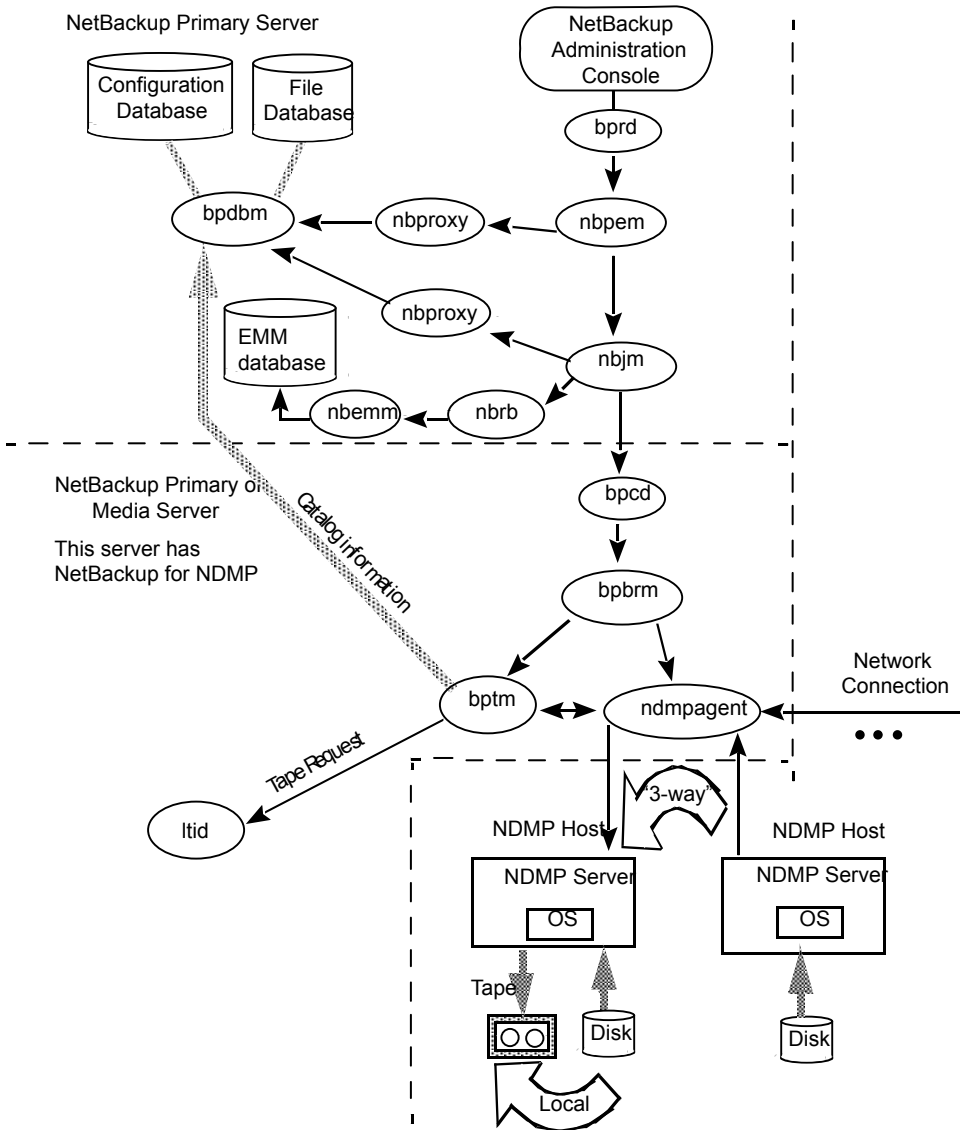 NetBackup Primary Server
NetBackup
Administration
Console
Configuration
Database
File
Database
bprd
bpdbm
nbproxy
nbpem
nbproxy
EMM
database
nbjm
nbemm
nbrb
NetBackup Primary or
Media Server
This server has
NetBackup for NDMP
Catalog information
bpcd
bpbrm
bptm
ndmpagent
Network
Connection
•••
Tape Request
ltid
"3-way"
NDMP Host
NDMP Host
NDMP Server
NDMP Server
OS
OS
Tape
Disk
Disk
Local